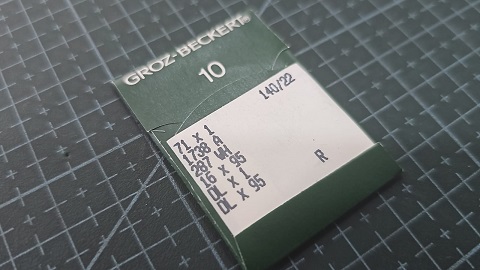 GROZ-BECKERT®
10
140/22
71 x 1
1738 A
287 WH
16 x 95
DL x 1
DL x 95
R